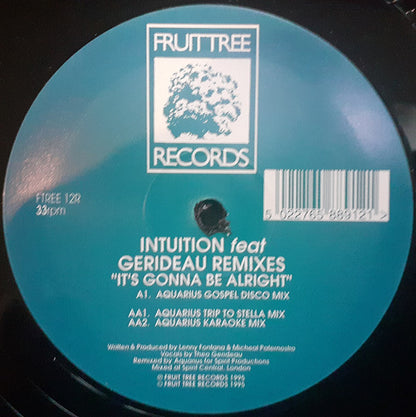 FRUITTREE
RECORDS
FTREE 12R
33rpm
5 022765 889121 >
INTUITION feat
GERIDEAU REMIXES
"IT'S GONNA BE ALRIGHT"
A1. AQUARIUS GOSPEL DISCO MIX
AA1. AQUARIUS TRIP TO STELLA MIX
AA2. AQUARIUS KARAOKE MIX
Written & Produced by Lenny Fontana & Micheal Palermostro
Vocals by Theo Gerideau
Remixed by Aquarius for Spirit Productions
Mixed at Spirit Central, London
℗ FRUIT TREE RECORDS 1995
© FRUIT TREE RECORDS 1995